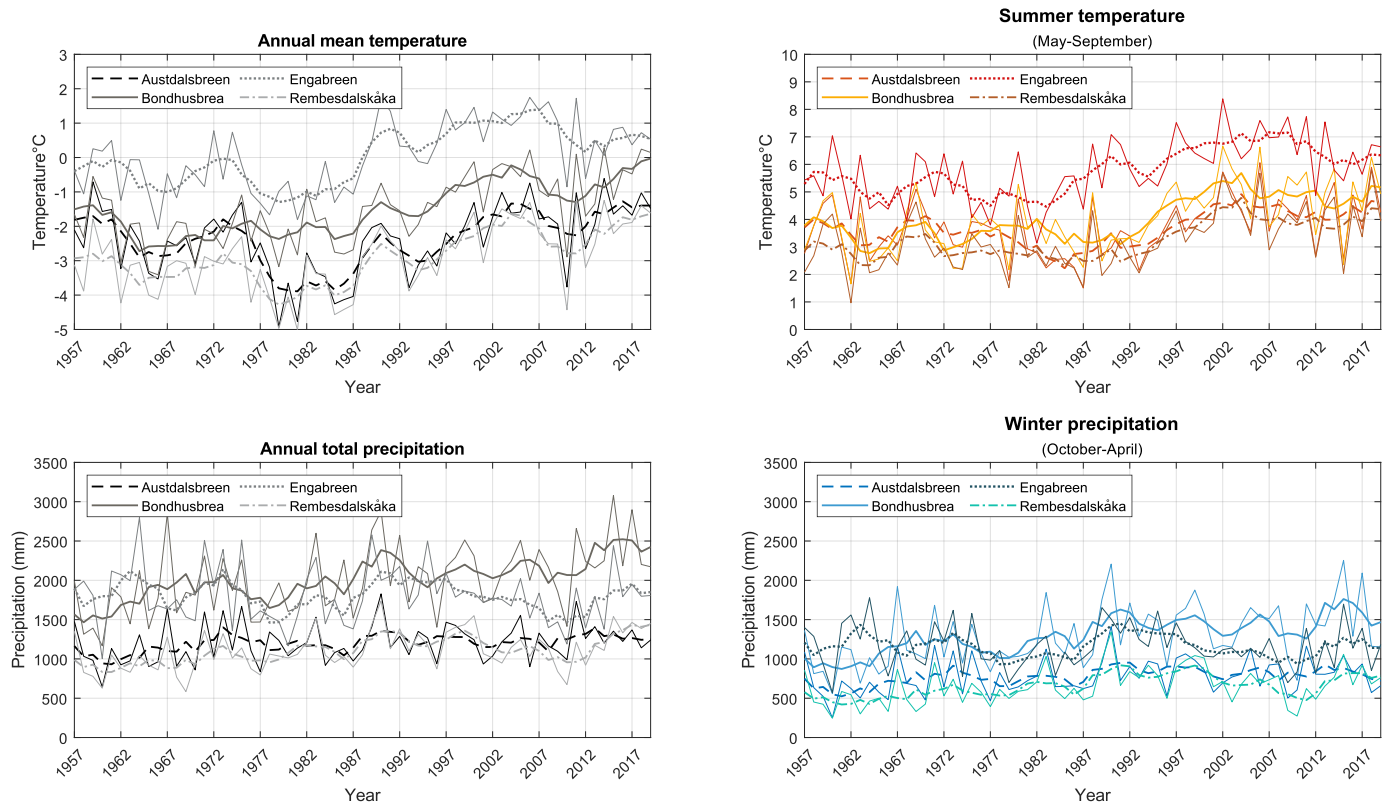 Annual mean temperature
3
2
1
0
-1
-2
-3
-4
-5
Temperature°C
Austdalsbreen
Engabreen
Bondhusbrea
Rembesdalskåka
1957
1962
1967
1972
1977
1982
1987
1992
1997
2002
2007
2012
2017
Year
Summer temperature
(May-September)
10
9
8
7
6
5
4
3
2
1
0
Temperature°C
Austdalsbreen
Engabreen
Bondhusbrea
Rembesdalskåka
1957
1962
1967
1972
1977
1982
1987
1992
1997
2002
2007
2012
2017
Year
Annual total precipitation
3500
3000
2500
2000
1500
1000
500
0
Precipitation (mm)
Austdalsbreen
Engabreen
Bondhusbrea
Rembesdalskåka
1957
1962
1967
1972
1977
1982
1987
1992
1997
2002
2007
2012
2017
Year
Winter precipitation
(October-April)
3500
3000
2500
2000
1500
1000
500
0
Precipitation (mm)
Austdalsbreen
Engabreen
Bondhusbrea
Rembesdalskåka
1957
1962
1967
1972
1977
1982
1987
1992
1997
2002
2007
2012
2017
Year